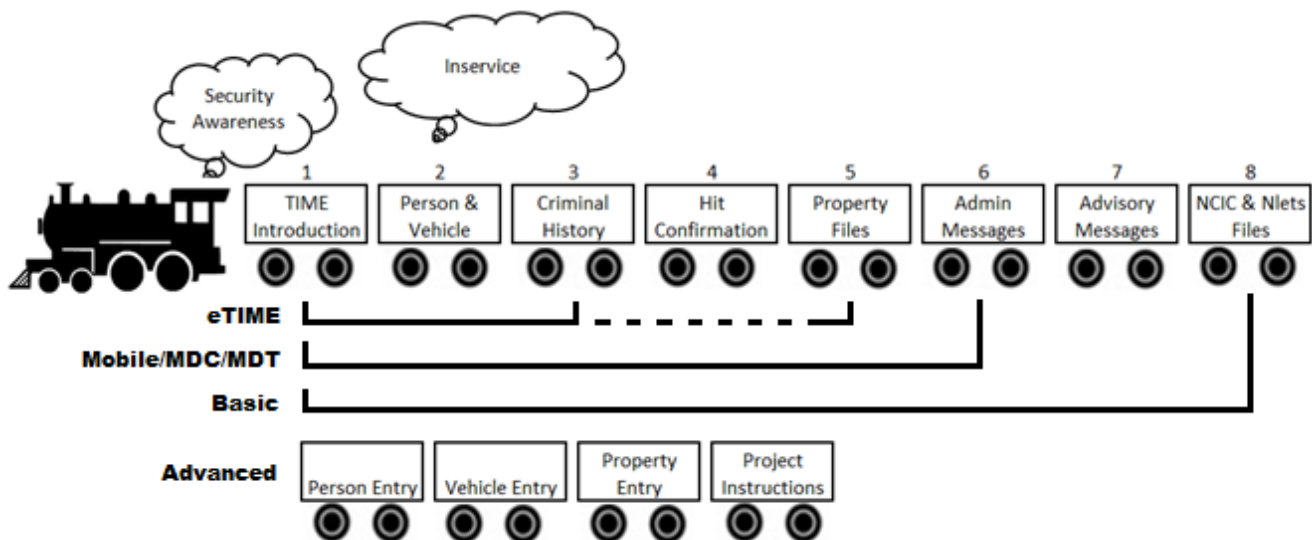 Inservice
Security
Awareness
1 2 3 4 5 6 7 8
TIME
Introduction
Person &
Vehicle
Criminal
History
Hit
Confirmation
Property
Files
Admin
Messages
Advisory
Messages
NCIC & Nlets
Files
eTIME
Mobile/MDC/MDT
Basic
Advanced
Person Entry
Vehicle Entry
Property
Entry
Project
Instructions